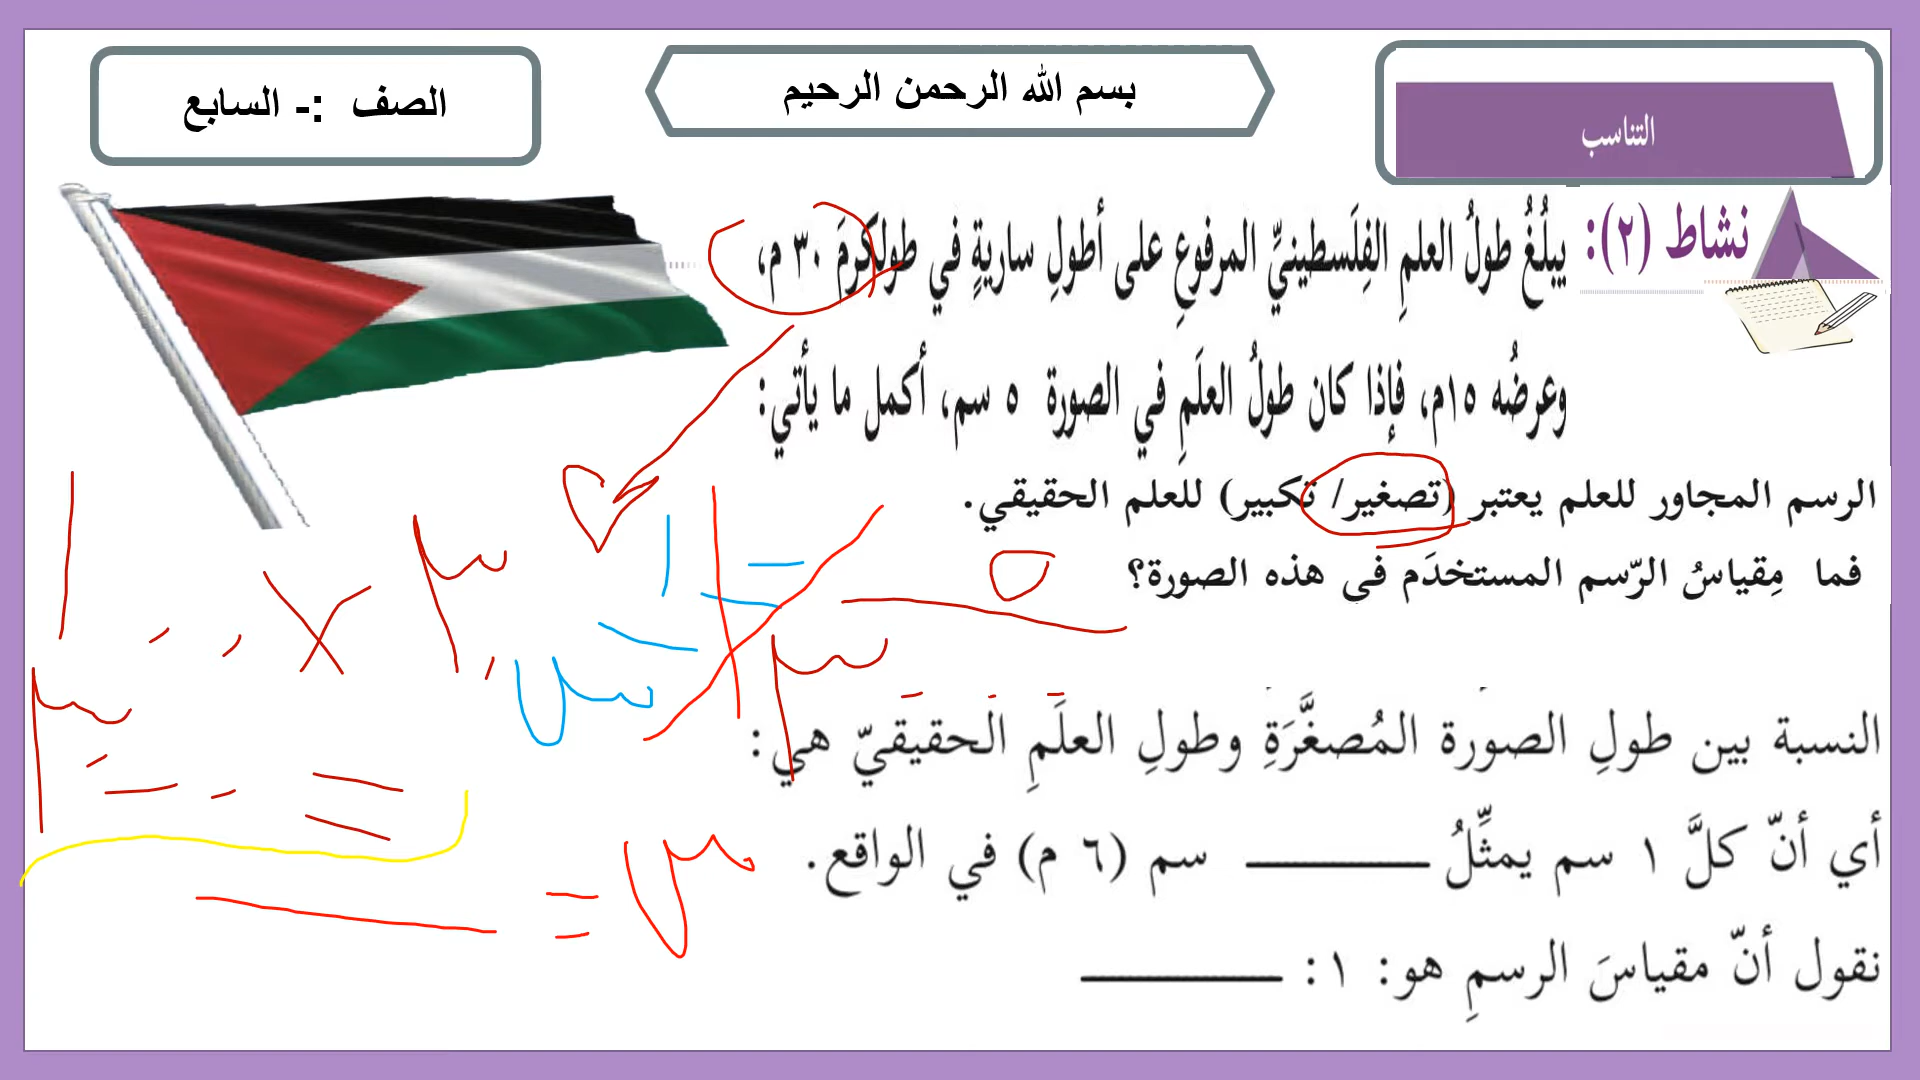 الصف :- السابع
بسم الله الرحمن الرحيم
التناسب
نشاط (٢):
يبلُغُ طولُ العلمِ الفِلَسطينيِّ المرفوعِ على أطولِ ساريةٍ في طولكرمَ ٣٠ م،
وعرضُه ١٥م، فإذا كان طولُ العلَمِ في الصورة ٥ سم، أكمل ما يأتي:
الرسم المجاور للعلم يعتبر (تصغير/ تكبير) للعلم الحقيقي.
فما مِقياسُ الرّسم المستخدَم في هذه الصورة؟
النسبة بين طولِ الصورة المُصغَّرَةِ وطولِ العلَمِ الحقيقيّ هي:
أي أنّ كلَّ ١ سم يمثِّلُ ــــــــــ سم (٦ م) في الواقع.
نقول أنّ مقياسَ الرسمِ هو: ١ : ــــــــــ